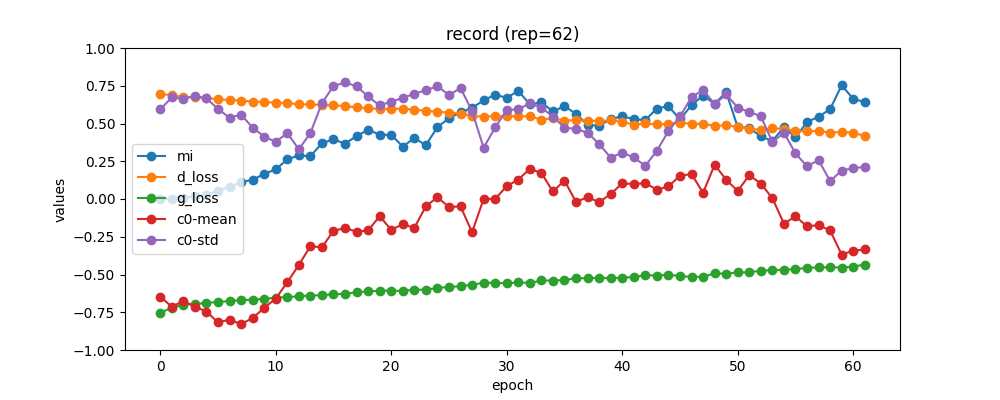 record (rep=62)
1.00
0.75
0.50
0.25
0.00
−0.25
−0.50
−0.75
−1.00
values
mi
d_loss
g_loss
c0-mean
c0-std
0 10 20 30 40 50 60
epoch